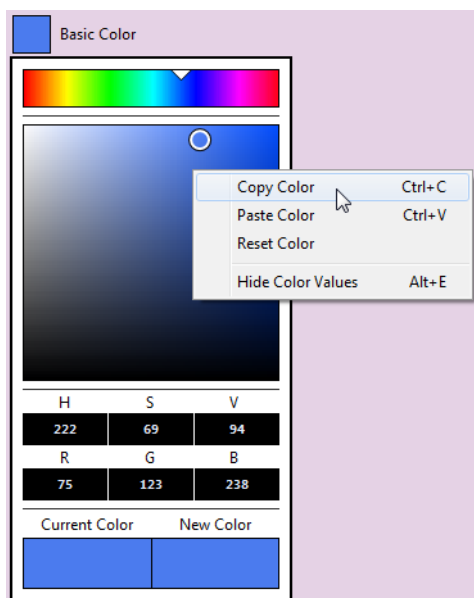 Basic Color
Copy Color Ctrl+C
Paste Color Ctrl+V
Reset Color
Hide Color Values Alt+E
H S V
222 69 94
R G B
75 123 238
Current Color New Color